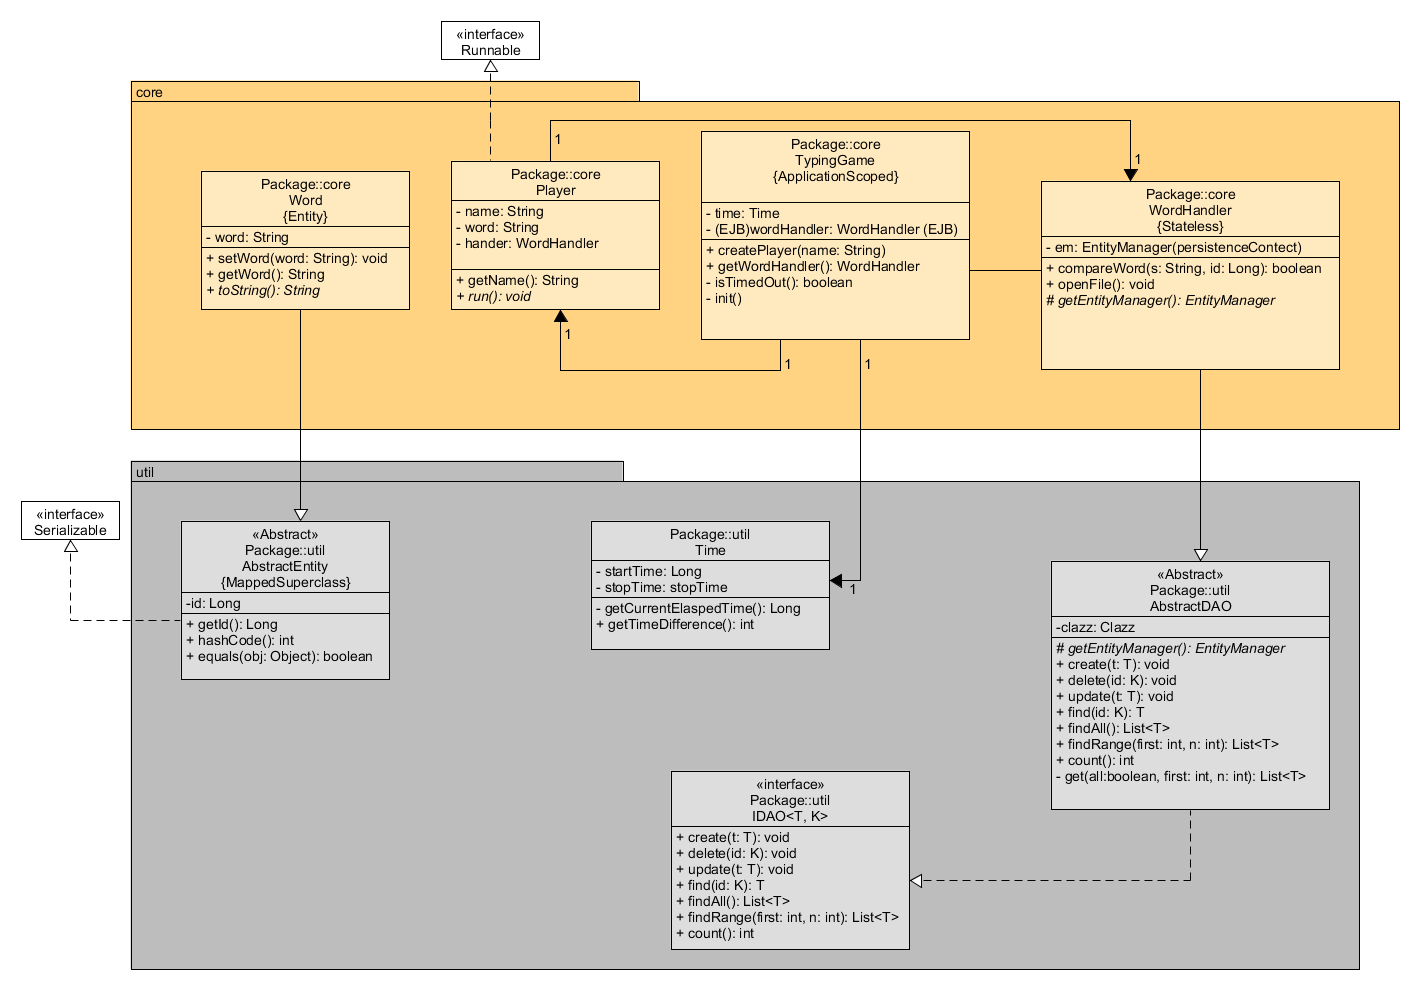 «interface»
Runnable
core
1
Package::core
Word
{Entity}
- word: String
+ setWord(word: String): void
+ getWord(): String
+ toString(): String
Package::core
Player
- name: String
- word: String
- hander: WordHandler
+ getName(): String
+ run(): void
1
Package::core
TypingGame
{ApplicationScoped}
- time: Time
- (EJB)wordHandler: WordHandler (EJB)
+ createPlayer(name: String)
+ getWordHandler(): WordHandler
- isTimedOut(): boolean
- init()
1
1
1
Package::core
WordHandler
{Stateless}
- em: EntityManager(persistenceContect)
+ compareWord(s: String, id: Long): boolean
+ openFile(): void
# getEntityManager(): EntityManager
util
«interface»
Serializable
«Abstract»
Package::util
AbstractEntity
{MappedSuperclass}
-id: Long
+ getId(): Long
+ hashCode(): int
+ equals(obj: Object): boolean
Package::util
Time
- startTime: Long
- stopTime: stopTime
- getCurrentElaspedTime(): Long
+ getTimeDifference(): int
1
«Abstract»
Package::util
AbstractDAO
-clazz: Clazz
# getEntityManager(): EntityManager
+ create(t: T): void
+ delete(id: K): void
+ update(t: T): void
+ find(id: K): T
+ findAll(): List<T>
+ findRange(first: int, n: int): List<T>
+ count(): int
- get(all:boolean, first: int, n: int): List<T>
«interface»
Package::util
IDAO<T, K>
+ create(t: T): void
+ delete(id: K): void
+ update(t: T): void
+ find(id: K): T
+ findAll(): List<T>
+ findRange(first: int, n: int): List<T>
+ count(): int